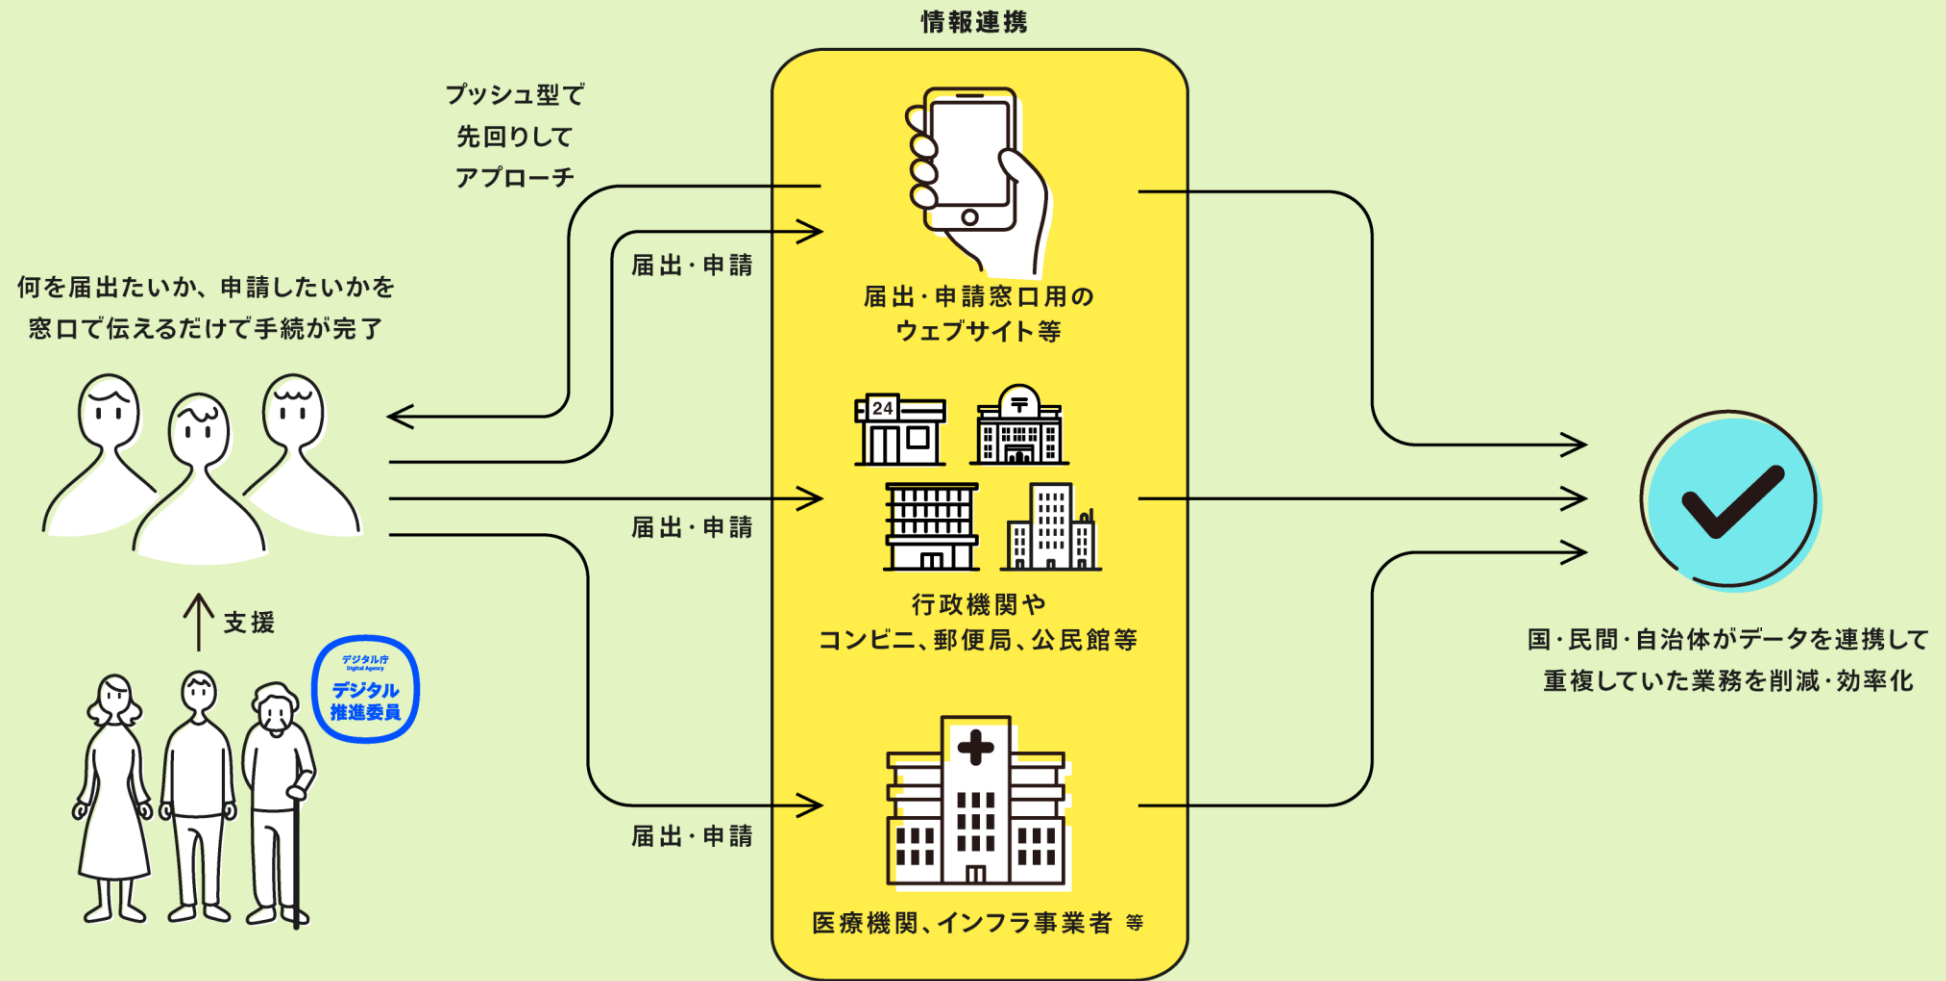 情報連携
プッシュ型で
先回りして
アプローチ
届出・申請
何を届出たいか、申請したいかを
窓口で伝えるだけで手続が完了
届出・申請窓口用の
ウェブサイト等
24
〒
届出・申請
行政機関や
コンビニ、郵便局、公民館等
支援
デジタル庁
Digital Agency
デジタル
推進委員
国・民間・自治体がデータを連携して
重複していた業務を削減・効率化
届出・申請
医療機関、インフラ事業者 等